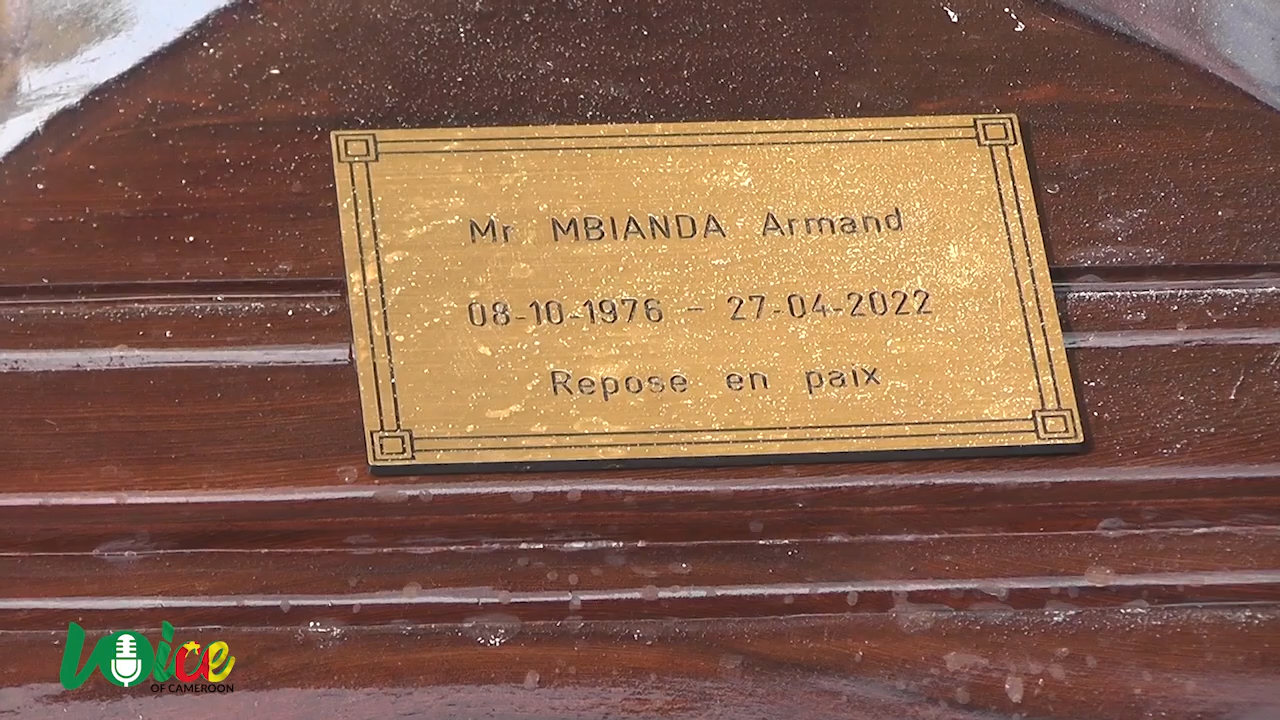 Mr MBIANDA Armand
08-10-1976 - 27-04-2022
Repose en paix
Voice
OF CAMEROON